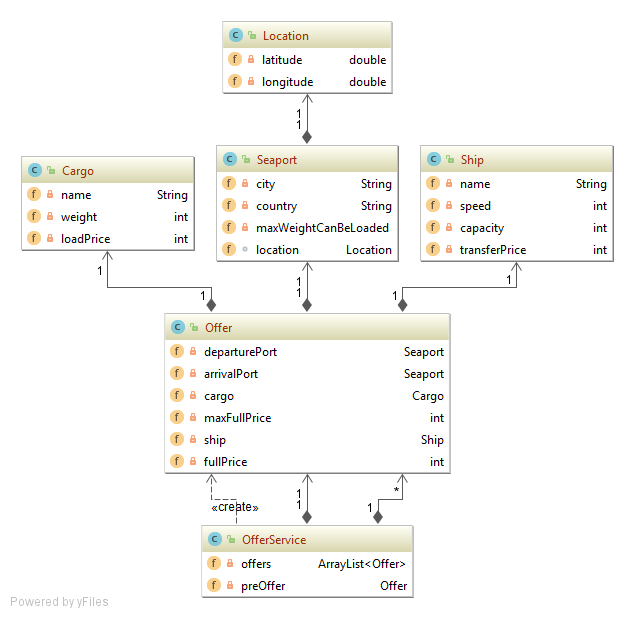 Location
latitude double
longitude double
1
1
Cargo
name String
weight int
loadPrice int
Seaport
city String
country String
maxWeightCanBeLoaded
location Location
Ship
name String
speed int
capacity int
transferPrice int
1
1
1
1
1
1
Offer
departurePort Seaport
arrivalPort Seaport
cargo Cargo
maxFullPrice int
ship Ship
fullPrice int
«create»
1
1
*
1
OfferService
offers ArrayList<Offer>
preOffer Offer
Powered by yFiles